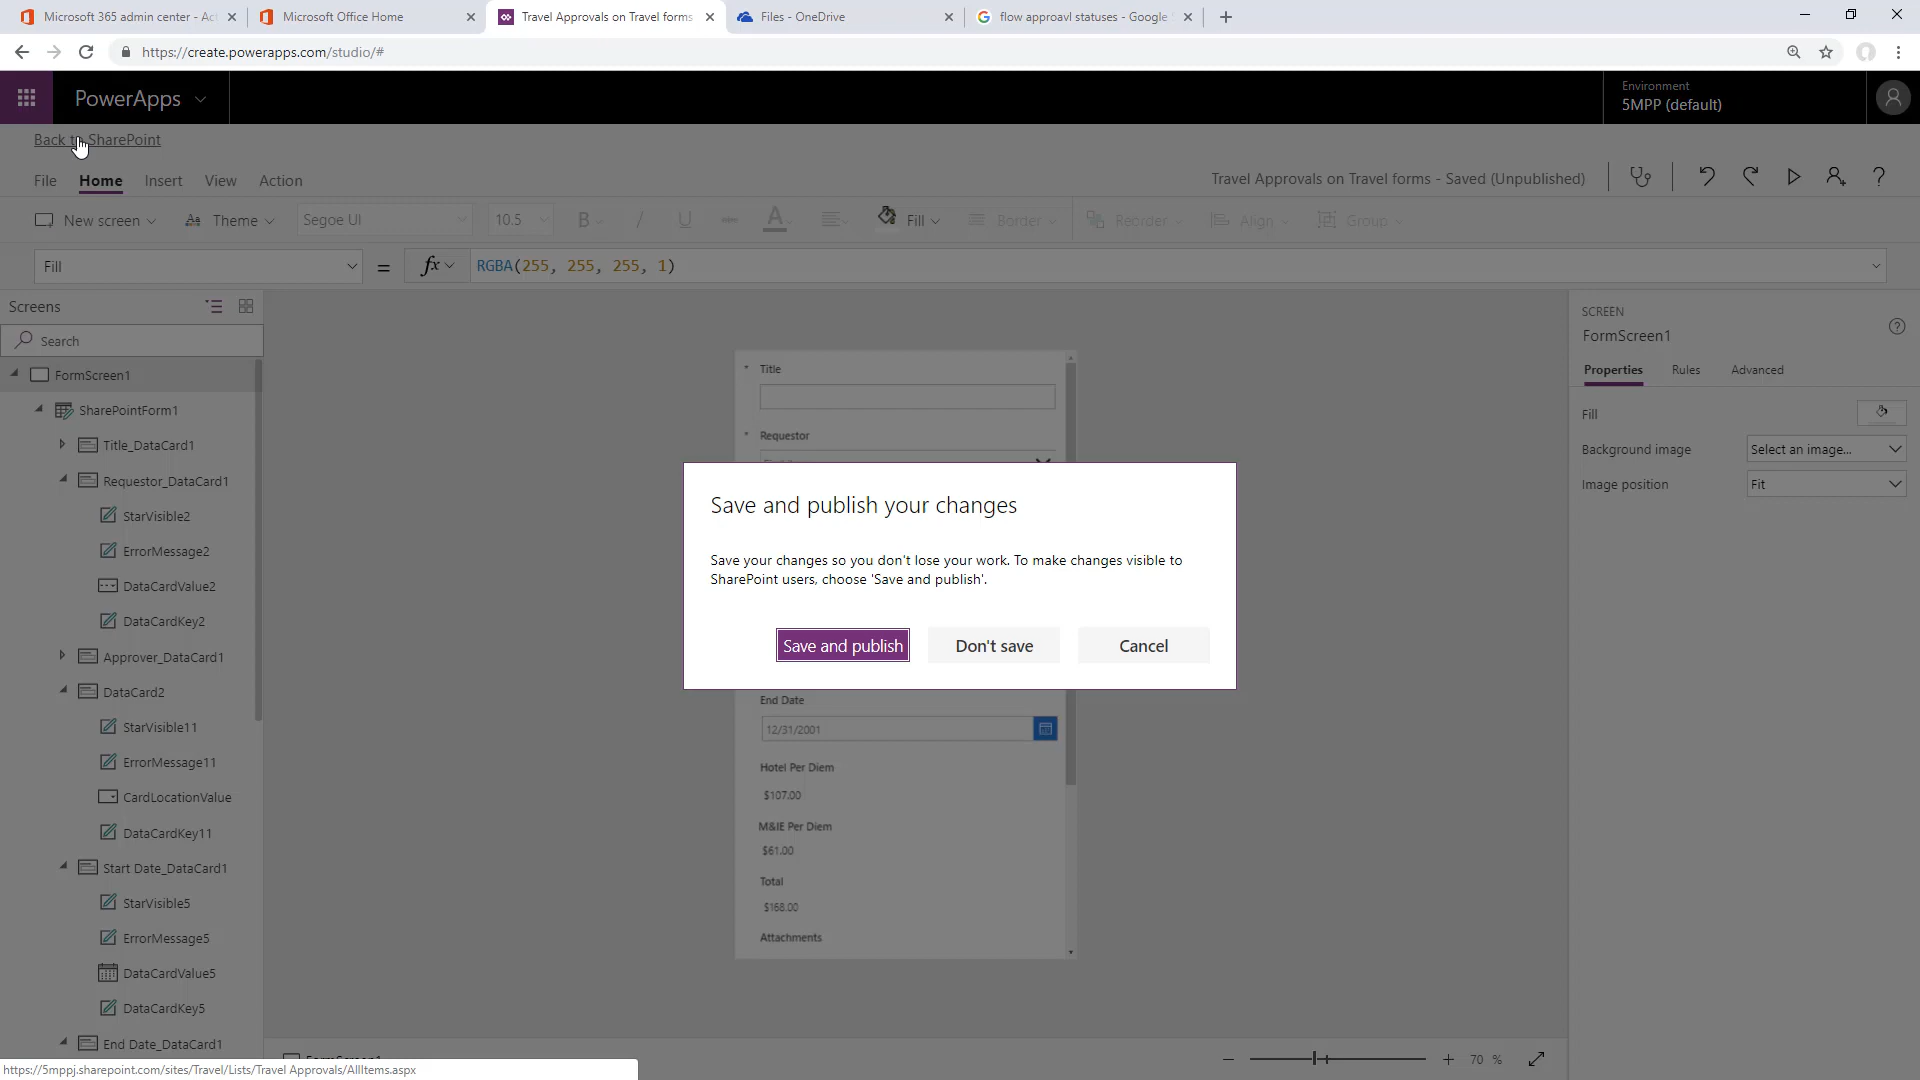 Microsoft 365 admin center - Act
Microsoft Office Home
Travel Approvals on Travel forms
Files - OneDrive
flow approavl statuses - Google
https://create.powerapps.com/studio/#
PowerApps
Environment
5MPP (default)
Back to SharePoint
File
Home
Insert
View
Action
Travel Approvals on Travel forms - Saved (Unpublished)
New screen
Theme
Segoe UI
10.5
B
/
U
abc
A
Fill
Border
Reorder
Align
Group
Fill
=
fx
RGBA(255, 255, 255, 1)
Screens
Search
FormScreen1
SharePointForm1
Title_DataCard1
Requestor_DataCard1
StarVisible2
ErrorMessage2
DataCardValue2
DataCardKey2
Approver_DataCard1
DataCard2
StarVisible11
ErrorMessage11
CardLocationValue
DataCardKey11
Start Date_DataCard1
StarVisible5
ErrorMessage5
DataCardValue5
DataCardKey5
End Date_DataCard1
* Title
* Requestor
Save and publish your changes
Save your changes so you don't lose your work. To make changes visible to
SharePoint users, choose 'Save and publish'.
Save and publish
Don't save
Cancel
End Date
12/31/2001
Hotel Per Diem
$107.00
M&IE Per Diem
$61.00
Total
$168.00
Attachments
SCREEN
FormScreen1
Properties
Rules
Advanced
Fill
Background image
Select an image...
Image position
Fit
FormScreen1
70 %
https://5mppj.sharepoint.com/sites/Travel/Lists/Travel Approvals/AllItems.aspx